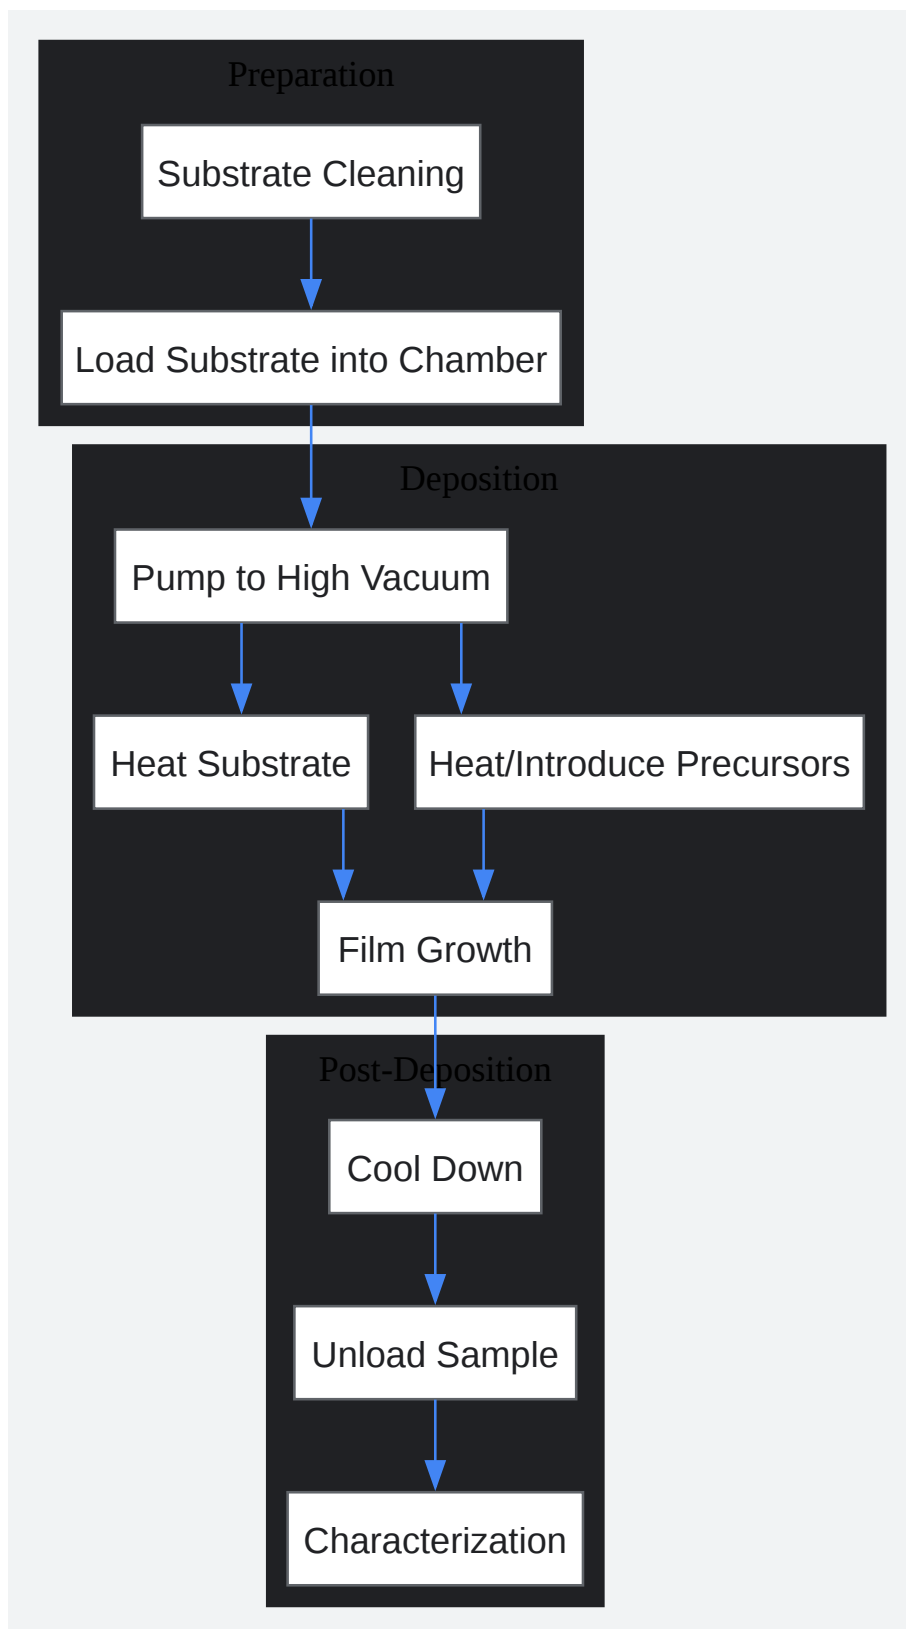 Preparation
Substrate Cleaning
Load Substrate into Chamber
Deposition
Pump to High Vacuum
Heat Substrate
Heat/Introduce Precursors
Film Growth
Post-Deposition
Cool Down
Unload Sample
Characterization